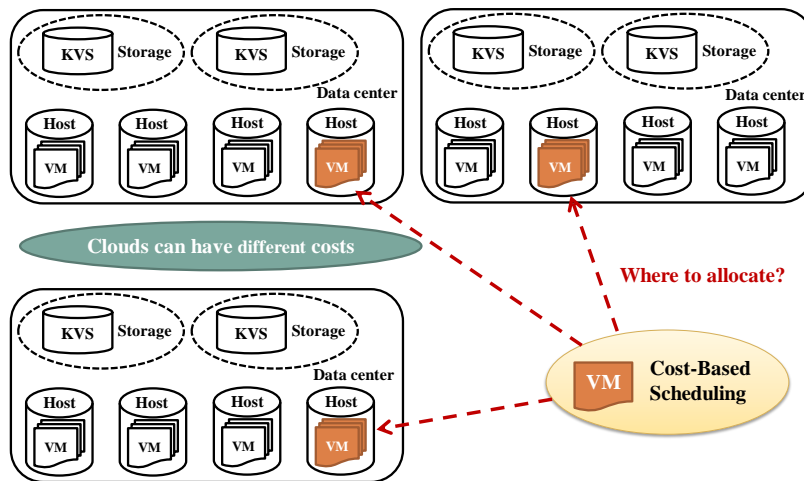 KVS Storage KVS Storage
Data center
Host Host Host Host
VM VM VM VM
KVS Storage KVS Storage
Data center
Host Host Host Host
VM VM VM VM
Clouds can have different costs
Where to allocate?
KVS Storage KVS Storage
Data center
Host Host Host Host
VM VM VM VM
VM
Cost-Based
Scheduling